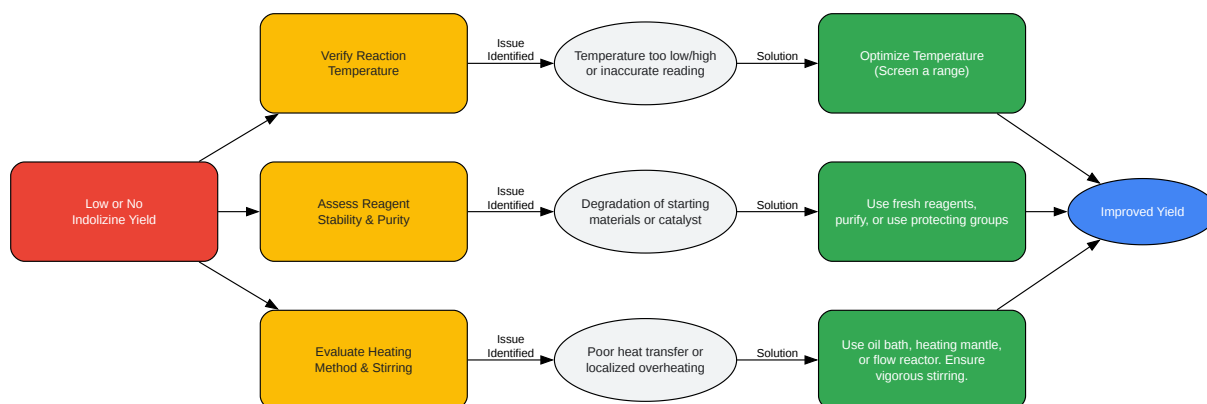 Verify Reaction
Temperature
Issue
Identified
Temperature too low/high
or inaccurate reading
Solution
Optimize Temperature
(Screen a range)
Low or No
Indolizine Yield
Assess Reagent
Stability & Purity
Issue
Identified
Degradation of starting
materials or catalyst
Solution
Use fresh reagents,
purify, or use protecting groups
Improved Yield
Evaluate Heating
Method & Stirring
Issue
Identified
Poor heat transfer or
localized overheating
Solution
Use oil bath, heating mantle,
or flow reactor. Ensure
vigorous stirring.